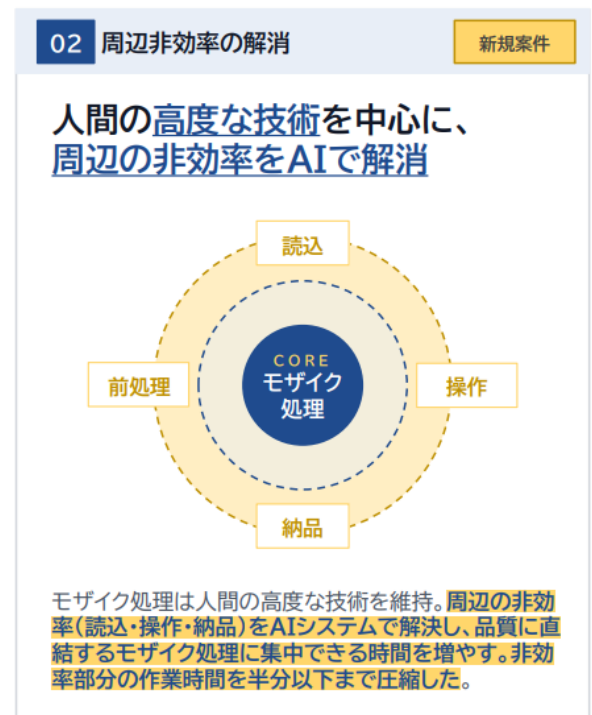 02 周辺非効率の解消
新規案件
人間の高度な技術を中心に、
周辺の非効率をAIで解消
読込
前処理
CORE
モザイク
処理
操作
納品
モザイク処理は人間の高度な技術を維持。周辺の非効
率(読込・操作・納品)をAIシステムで解決し、品質に直
結するモザイク処理に集中できる時間を増やす。非効
率部分の作業時間を半分以下まで圧縮した。